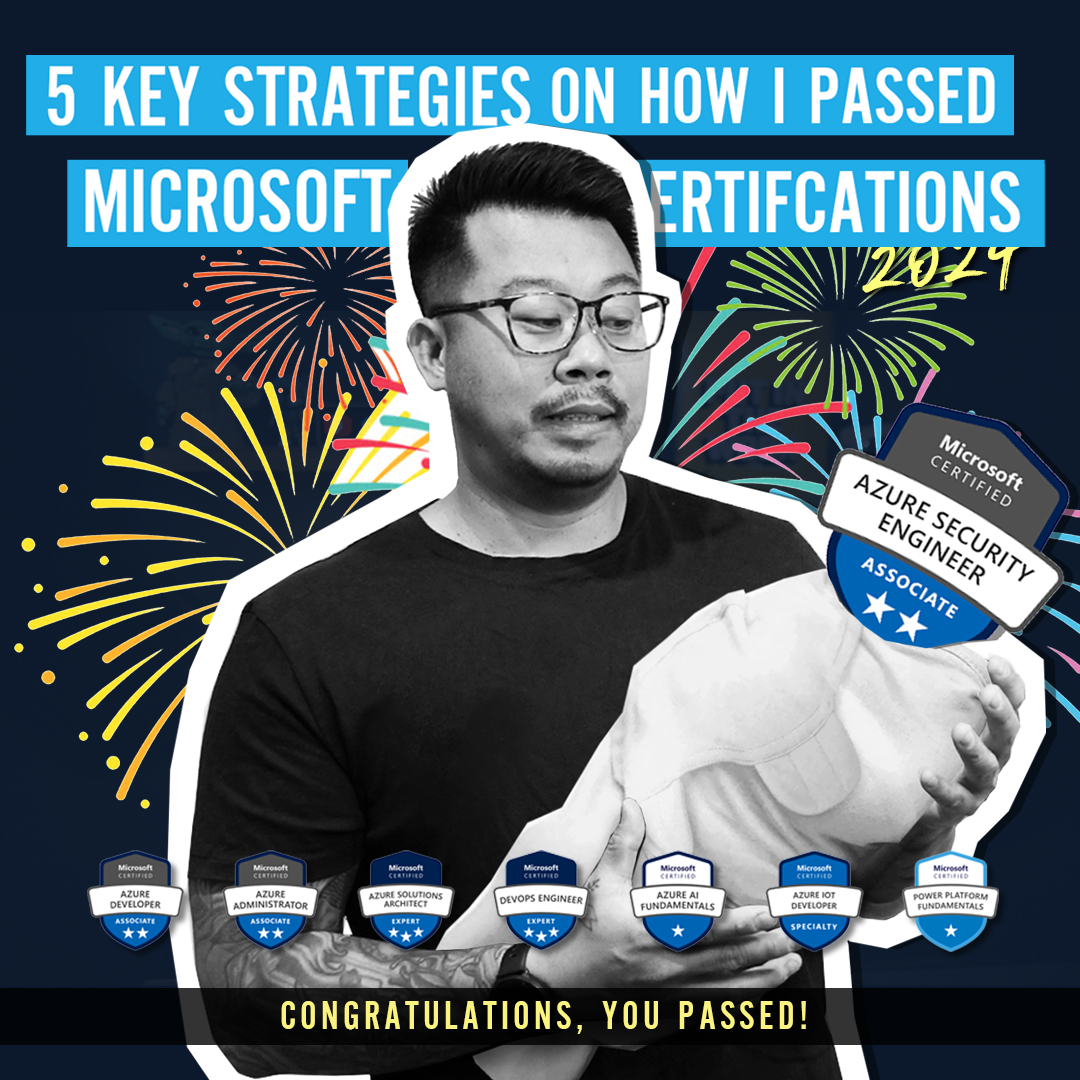 5 KEY STRATEGIES ON HOW I PASSED
MICROSOFT ERTIFCATIONS
2024
Microsoft
CERTIFIED
AZURE SECURITY
ENGINEER
ASSOCIATE
Microsoft
CERTIFIED
AZURE
DEVELOPER
ASSOCIATE
Microsoft
CERTIFIED
AZURE
ADMINISTRATOR
ASSOCIATE
Microsoft
CERTIFIED
AZURE SOLUTIONS
ARCHITECT
EXPERT
Microsoft
CERTIFIED
DEVOPS ENGINEER
EXPERT
Microsoft
CERTIFIED
AZURE AI
FUNDAMENTALS
Microsoft
CERTIFIED
AZURE IOT
DEVELOPER
SPECIALTY
Microsoft
CERTIFIED
POWER PLATFORM
FUNDAMENTALS
CONGRATULATIONS, YOU PASSED!